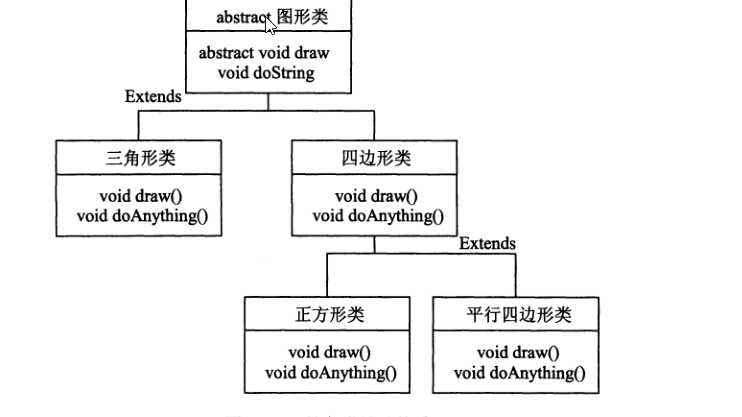 abstract 图形类
abstract void draw
void doString
Extends
三角形类
void draw()
void doAnything()
四边形类
void draw()
void doAnything()
Extends
正方形类
void draw()
void doAnything()
平行四边形类
void draw()
void doAnything()